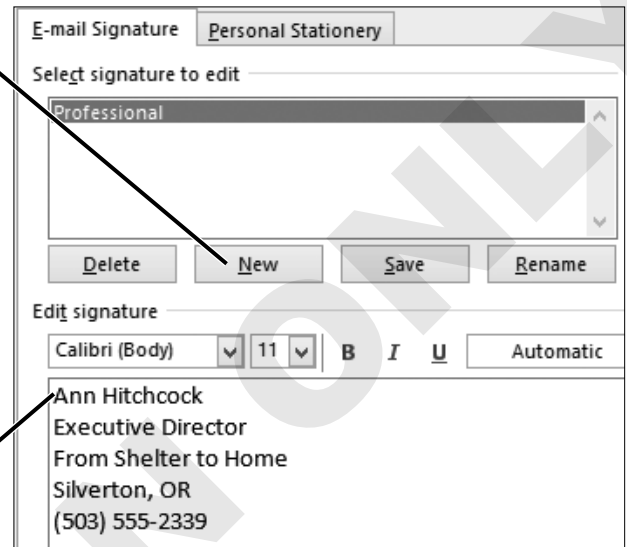 E-mail Signature Personal Stationery
Select signature to edit
Professional
Delete New Save Rename
Edit signature
Calibri (Body) 11 B I U Automatic
Ann Hitchcock
Executive Director
From Shelter to Home
Silverton, OR
(503) 555-2339